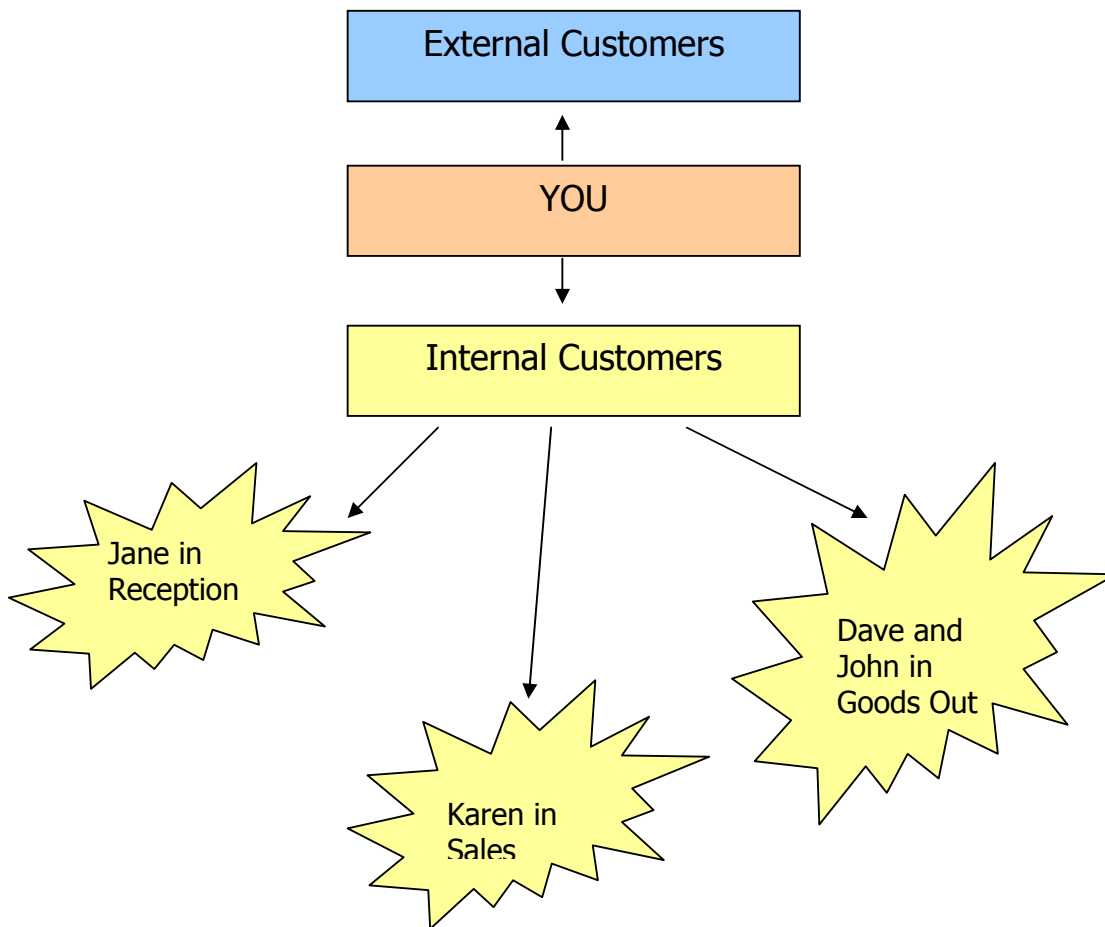 External Customers
YOU
Internal Customers
Jane in
Reception
Dave and
John in
Goods Out
Karen in
Sales